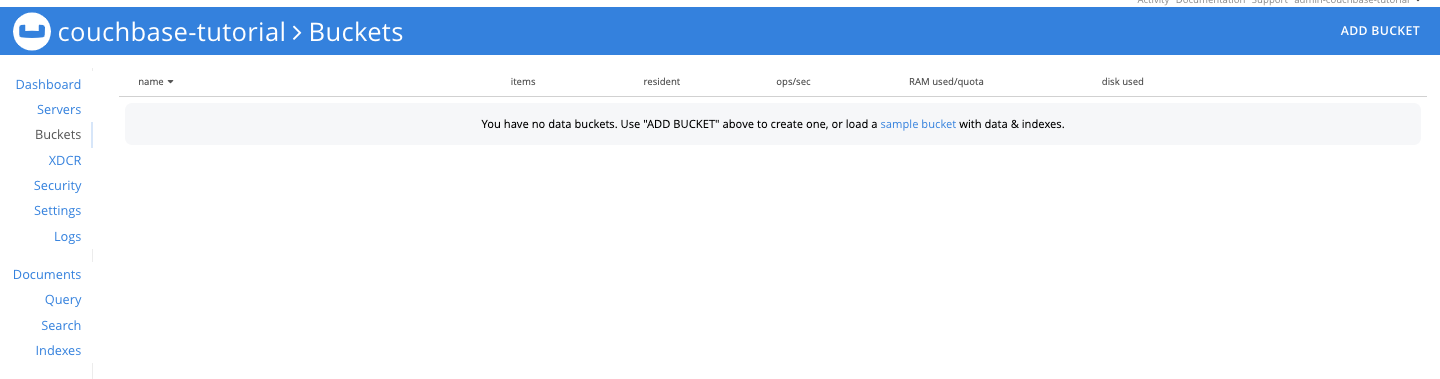 Activity Documentation Support admin-couchbase-tutorial
couchbase-tutorial > Buckets
ADD BUCKET
Dashboard
Servers
Buckets
XDCR
Security
Settings
Logs
Documents
Query
Search
Indexes
name items resident ops/sec RAM used/quota disk used
You have no data buckets. Use "ADD BUCKET" above to create one, or load a sample bucket with data & indexes.